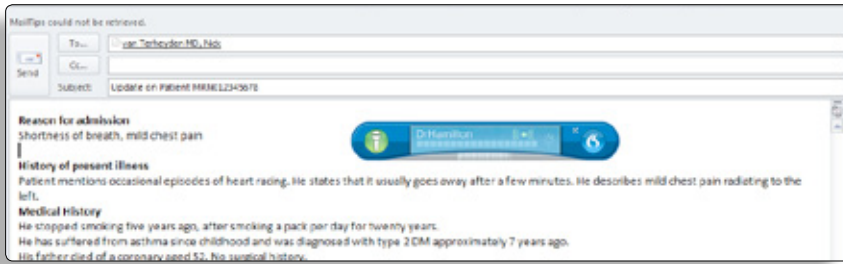 MailTips could not be retrieved.
To...
van Terheyden MD, Nick
Cc...
Send
Subject: Update on Patient MRN#12345678
Reason for admission
Shortness of breath, mild chest pain
Dr.Hamilton
History of present illness
Patient mentions occasional episodes of heart racing. He states that it usually goes away after a few minutes. He describes mild chest pain radiating to the
left.
Medical History
He stopped smoking five years ago, after smoking a pack per day for twenty years.
He has suffered from asthma since childhood and was diagnosed with type 2 DM approximately 7 years ago.
His father died of a coronary aged 52. No surgical history.